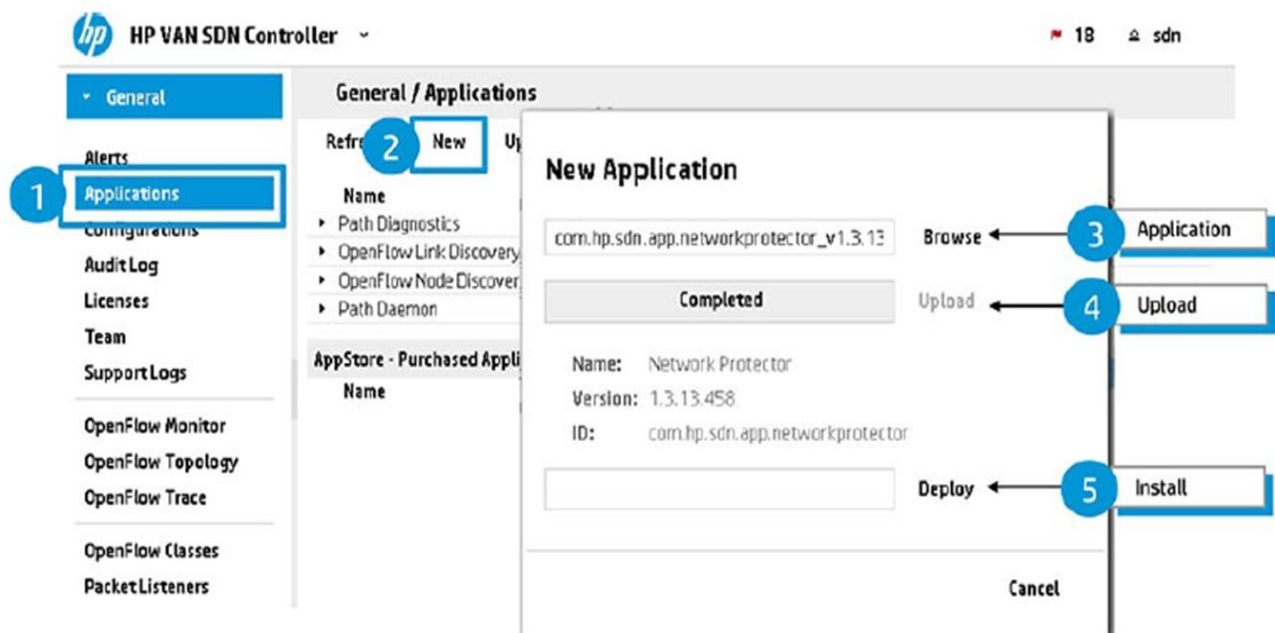 hp HP VAN SDN Controller 18 sdn
General
General / Applications
1
Alerts
Applications
Configurations
Audit Log
Licenses
Team
Support Logs
OpenFlow Monitor
OpenFlow Topology
OpenFlow Trace
OpenFlow Classes
Packet Listeners
2 New
Name
Path Diagnostics
OpenFlow Link Discovery
OpenFlow Node Discover
Path Daemon
AppStore - Purchased Appli
Name
New Application
com.hp.sdn.app.networkprotector_v1.3.13 Browse 3 Application
Completed Upload 4 Upload
Name: Network Protector
Version: 1.3.13.458
ID: com.hp.sdn.app.networkprotector
Deploy 5 Install
Cancel